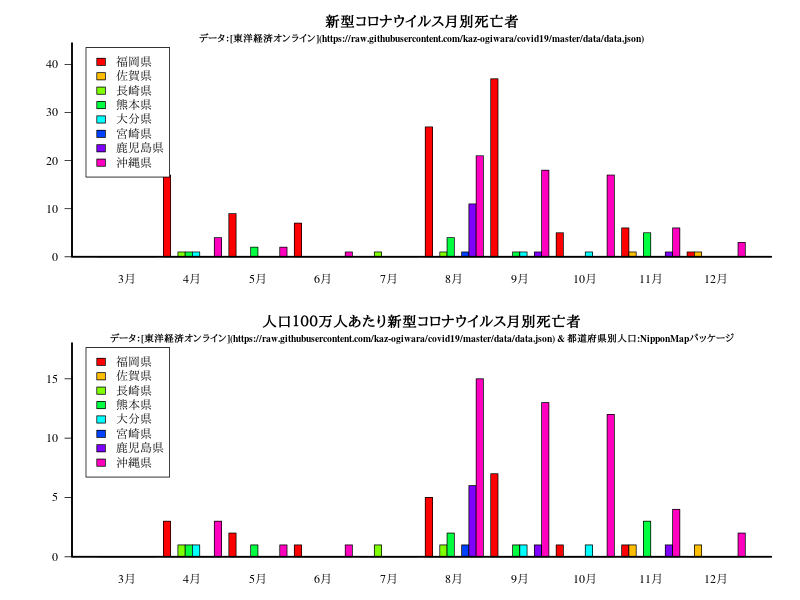 新型コロナウイルス月別死亡者
データ：[東洋経済オンライン](https://raw.githubusercontent.com/kaz-ogiwara/covid19/master/data/data.json)
40
30
20
10
0
福岡県
佐賀県
長崎県
熊本県
大分県
宮崎県
鹿児島県
沖縄県
3月 4月 5月 6月 7月 8月 9月 10月 11月 12月
人口100万人あたり新型コロナウイルス月別死亡者
データ：[東洋経済オンライン](https://raw.githubusercontent.com/kaz-ogiwara/covid19/master/data/data.json) & 都道府県別人口:NipponMapパッケージ
15
10
5
0
福岡県
佐賀県
長崎県
熊本県
大分県
宮崎県
鹿児島県
沖縄県
3月 4月 5月 6月 7月 8月 9月 10月 11月 12月